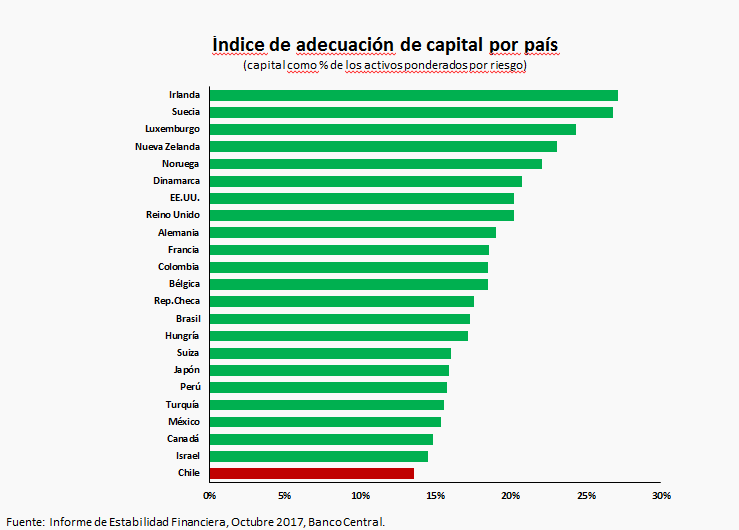 Índice de adecuación de capital por país
(capital como % de los activos ponderados por riesgo)
Irlanda
Suecia
Luxemburgo
Nueva Zelanda
Noruega
Dinamarca
EE.UU.
Reino Unido
Alemania
Francia
Colombia
Bélgica
Rep.Checa
Brasil
Hungría
Suiza
Japón
Perú
Turquía
México
Canadá
Israel
Chile
0% 5% 10% 15% 20% 25% 30%
Fuente: Informe de Estabilidad Financiera, Octubre 2017, Banco Central.